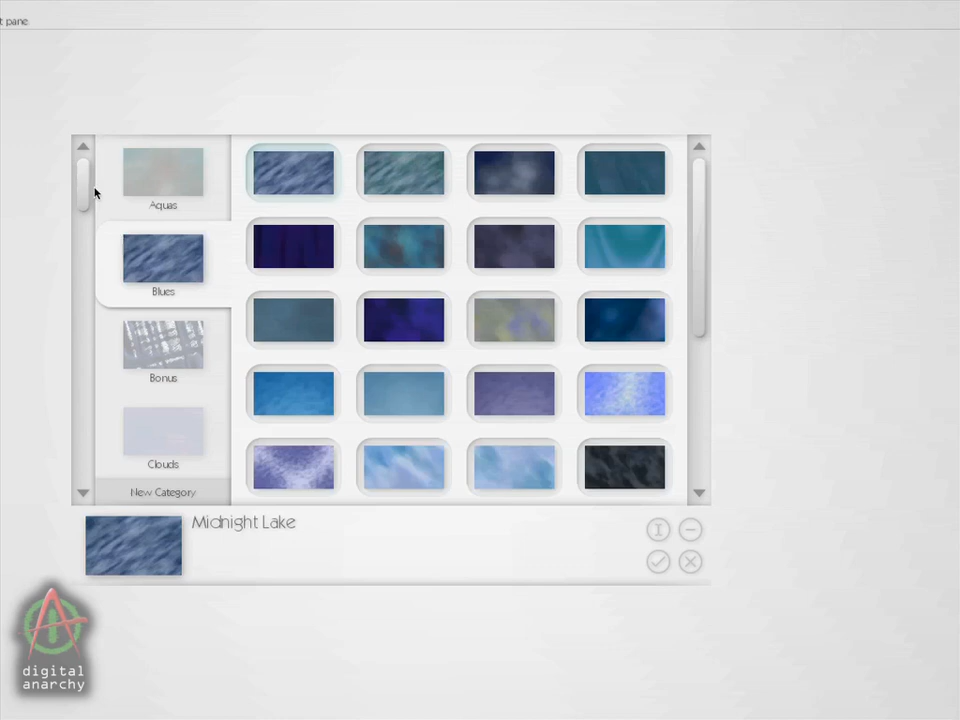 t pane
Aquas
Blues
Bonus
Clouds
New Category
Midnight Lake
digital
anarchy